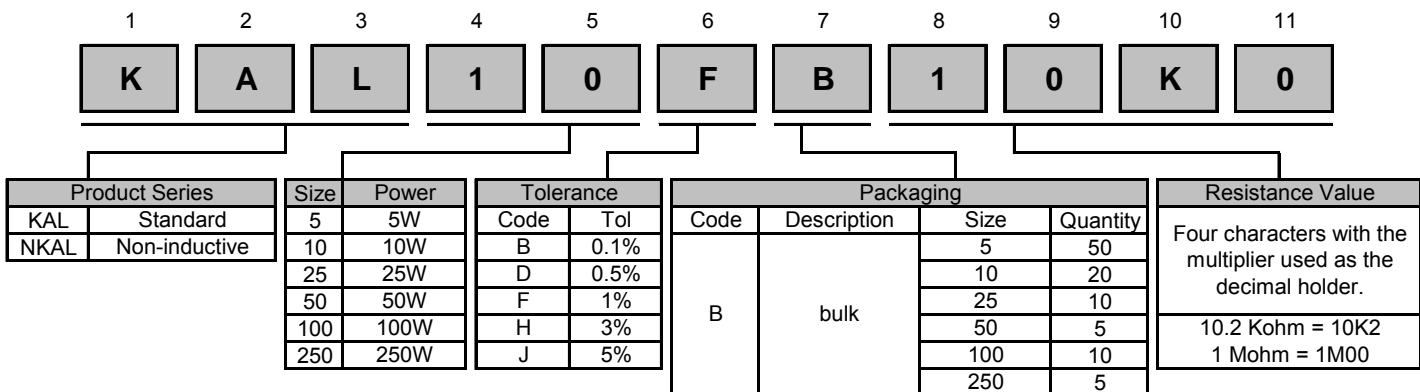 1 2 3 4 5 6 7 8 9 10 11
K A L 1 0 F B 1 0 K 0
Product Series
KAL Standard
NKAL Non-inductive
Size Power
5 5W
10 10W
25 25W
50 50W
100 100W
250 250W
Tolerance
Code Tol
B 0.1%
D 0.5%
F 1%
H 3%
J 5%
Packaging
Code Description Size Quantity
B bulk
5 50
10 20
25 10
50 5
100 10
250 5
Resistance Value
Four characters with the
multiplier used as the
decimal holder.
10.2 Kohm = 10K2
1 Mohm = 1M00